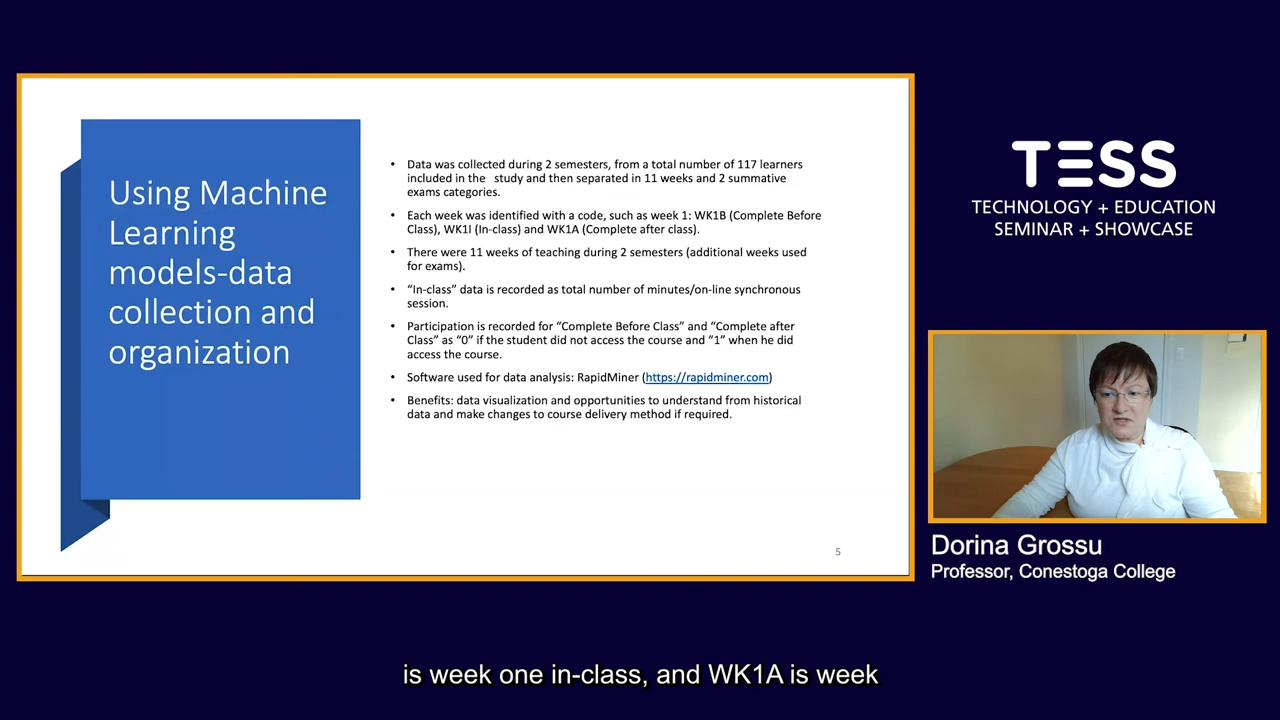 Using Machine
Learning
models-data
collection and
organization
• Data was collected during 2 semesters, from a total number of 117 learners
included in the study and then separated in 11 weeks and 2 summative
exams categories.
• Each week was identified with a code, such as week 1: WK1B (Complete Before
Class), WK1I (In-class) and WK1A (Complete after class).
• There were 11 weeks of teaching during 2 semesters (additional weeks used
for exams).
• “In-class” data is recorded as total number of minutes/on-line synchronous
session.
• Participation is recorded for “Complete Before Class” and “Complete after
Class” as “0” if the student did not access the course and “1” when he did
access the course.
• Software used for data analysis: RapidMiner (https://rapidminer.com)
• Benefits: data visualization and opportunities to understand from historical
data and make changes to course delivery method if required.
5
TESS
TECHNOLOGY + EDUCATION
SEMINAR + SHOWCASE
Dorina Grossu
Professor, Conestoga College
is week one in-class, and WK1A is week